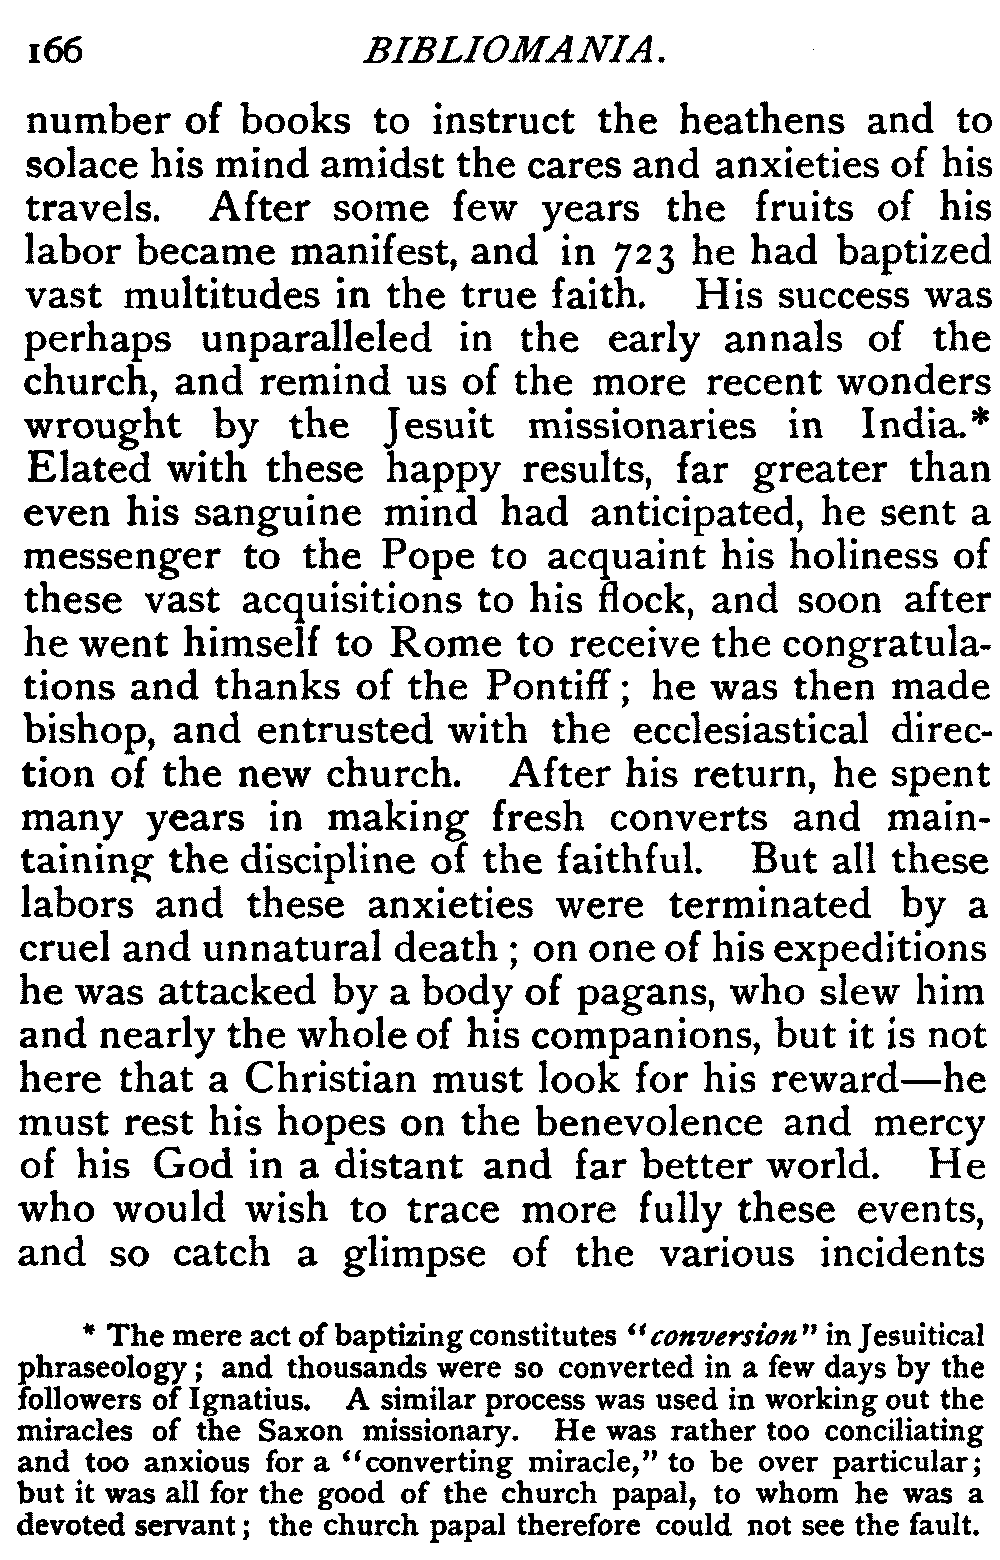 166 BIBLIOMANIA.
number of books to instruct the heathens and to
solace his mind amidst the cares and anxieties of his
travels. After some few years the fruits of his
labor became manifest, and in 723 he had baptized
vast multitudes in the true faith. His success was
perhaps unparalleled in the early annals of the
church, and remind us of the more recent wonders
wrought by the Jesuit missionaries in India.*
Elated with these happy results, far greater than
even his sanguine mind had anticipated, he sent a
messenger to the Pope to acquaint his holiness of
these vast acquisitions to his flock, and soon after
he went himself to Rome to receive the congratula-
tions and thanks of the Pontiff; he was then made
bishop, and entrusted with the ecclesiastical direc-
tion of the new church. After his return, he spent
many years in making fresh converts and main-
taining the discipline of the faithful. But all these
labors and these anxieties were terminated by a
cruel and unnatural death; on one of his expeditions
he was attacked by a body of pagans, who slew him
and nearly the whole of his companions, but it is not
here that a Christian must look for his reward—he
must rest his hopes on the benevolence and mercy
of his God in a distant and far better world. He
who would wish to trace more fully these events,
and so catch a glimpse of the various incidents
* The mere act of baptizing constitutes "conversion" in Jesuitical
phraseology; and thousands were so converted in a few days by the
followers of Ignatius. A similar process was used in working out the
miracles of the Saxon missionary. He was rather too conciliating
and too anxious for a "converting miracle," to be over particular;
but it was all for the good of the church papal, to whom he was a
devoted servant; the church papal therefore could not see the fault.